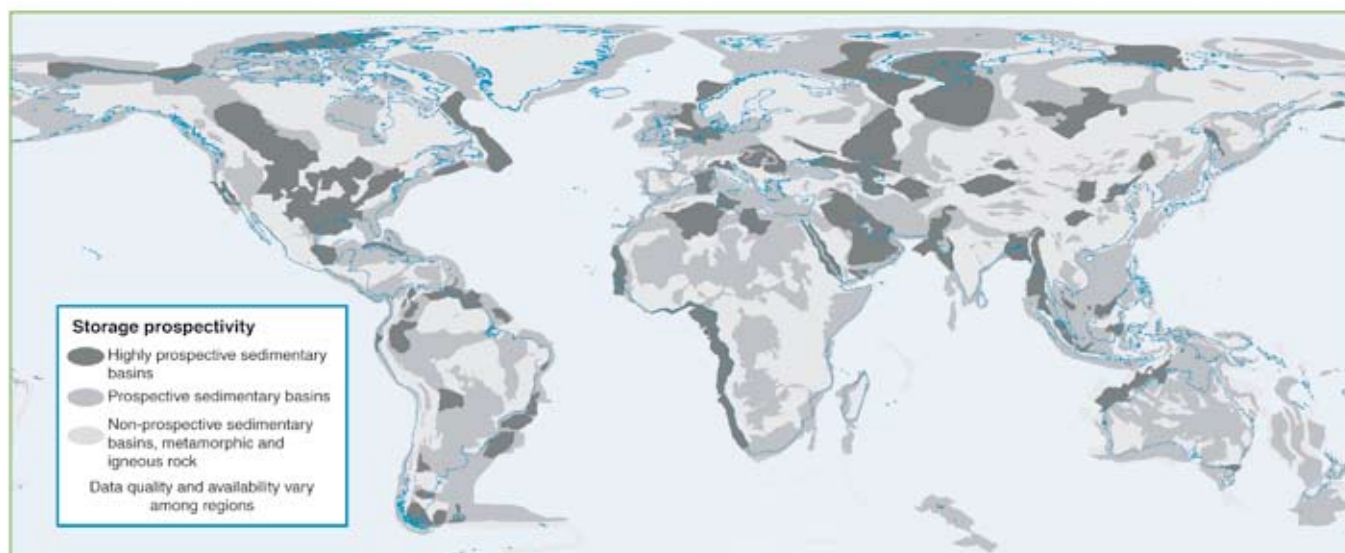 Storage prospectivity
Highly prospective sedimentary
basins
Prospective sedimentary basins
Non-prospective sedimentary
basins, metamorphic and
igneous rock
Data quality and availability vary
among regions